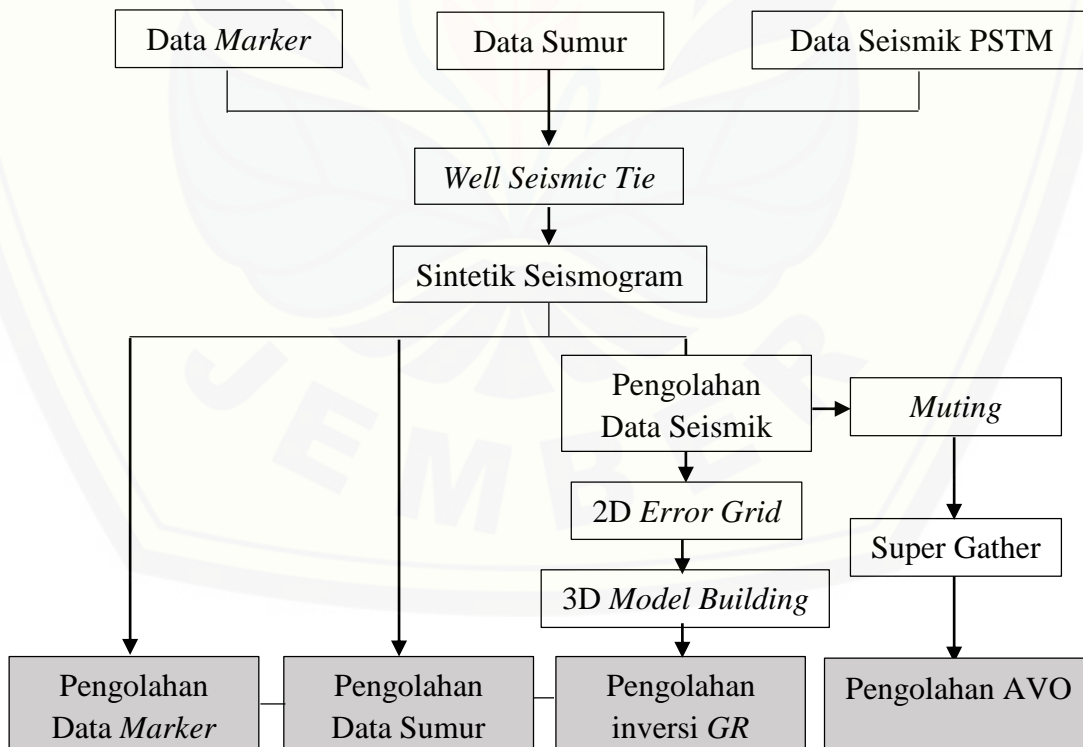 Data Marker
Data Sumur
Data Seismik PSTM
Well Seismic Tie
Sintetik Seismogram
Pengolahan
Data Seismik
Muting
2D Error Grid
Super Gather
3D Model Building
Pengolahan
Data Marker
Pengolahan
Data Sumur
Pengolahan
inversi GR
Pengolahan AVO
JEMBER